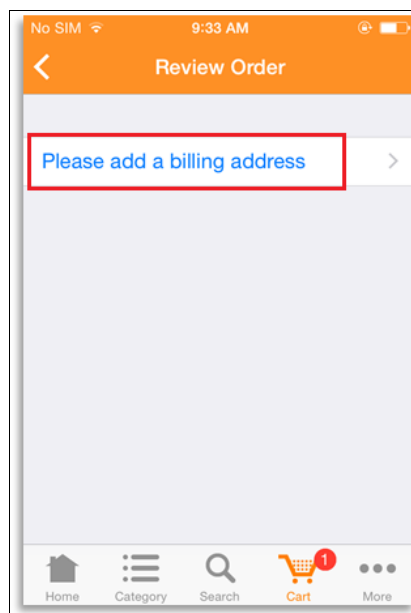 No SIM 9:33 AM
Review Order
Please add a billing address
1
Home Category Search Cart More